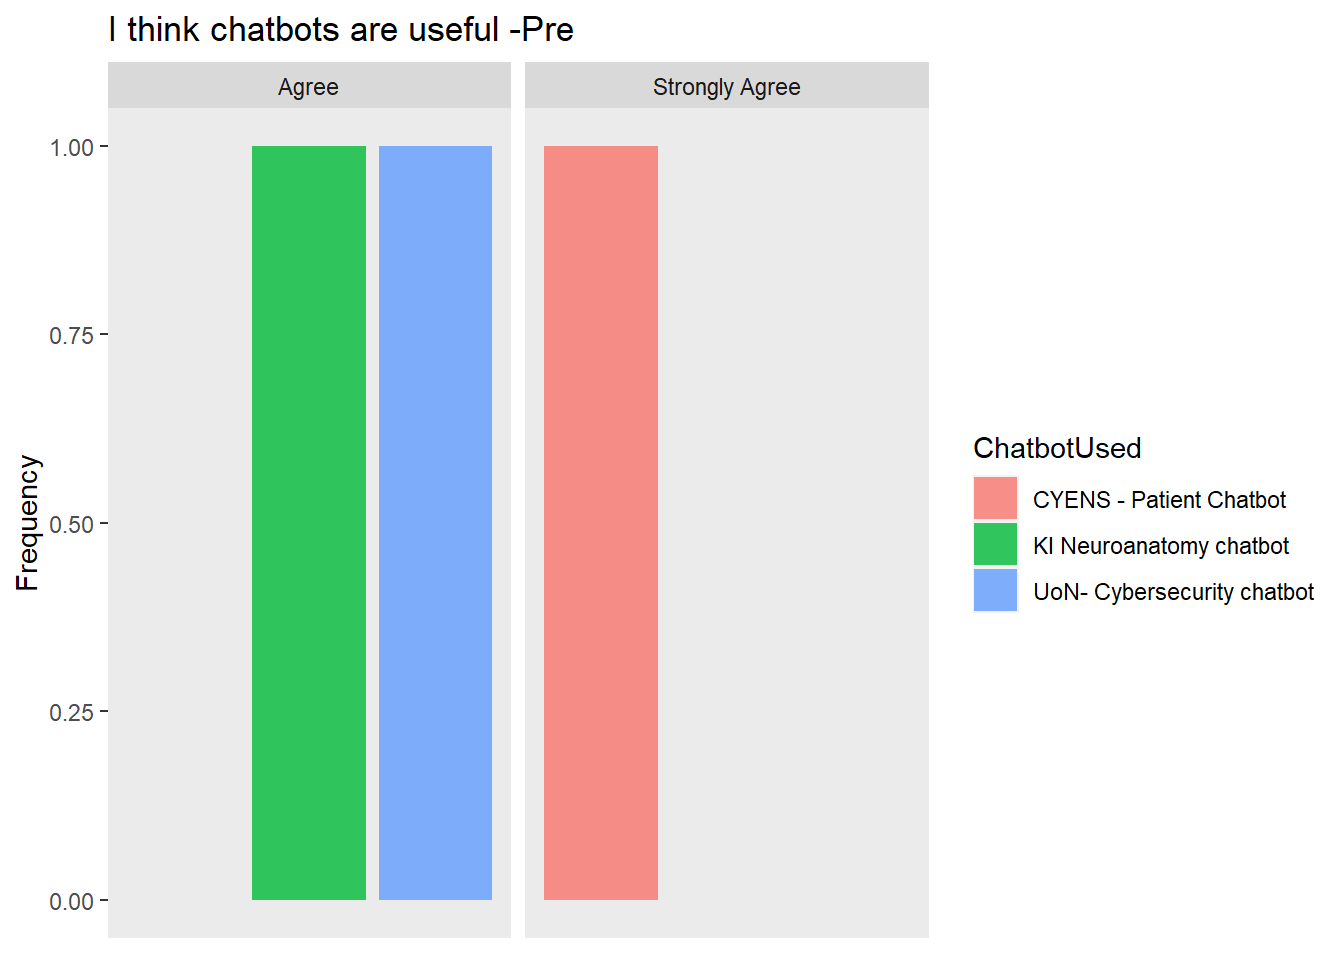 I think chatbots are useful -Pre
Agree
Strongly Agree
1.00
0.75
0.50
0.25
0.00
Frequency
ChatbotUsed
CYENS - Patient Chatbot
KI Neuroanatomy chatbot
UoN- Cybersecurity chatbot